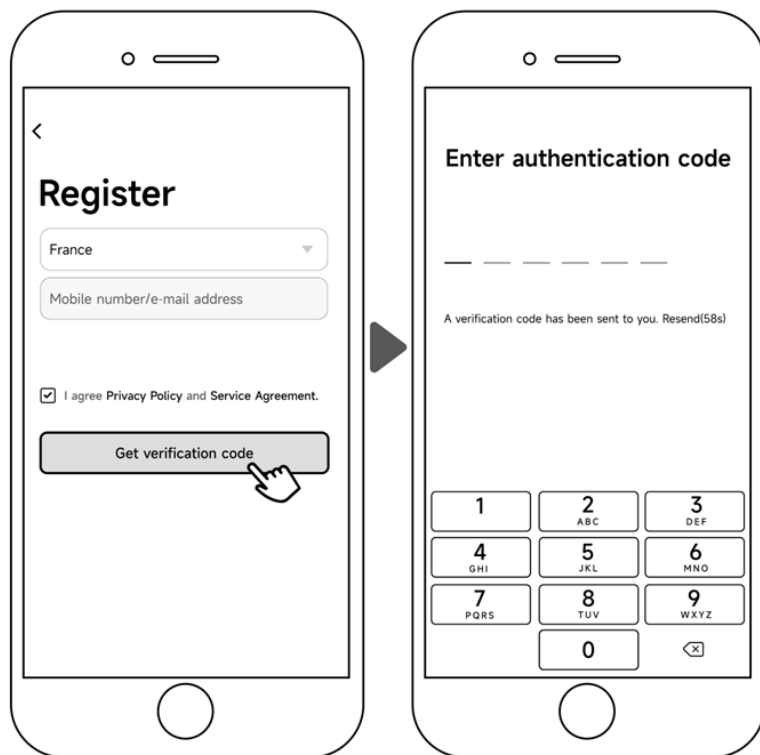 Register
France
Mobile number/e-mail address
I agree Privacy Policy and Service Agreement.
Get verification code
Enter authentication code
A verification code has been sent to you. Resend(58s)
1 2 3
ABC DEF
4 5 6
GHI JKL MNO
7 8 9
PQRS TUV WXYZ
0